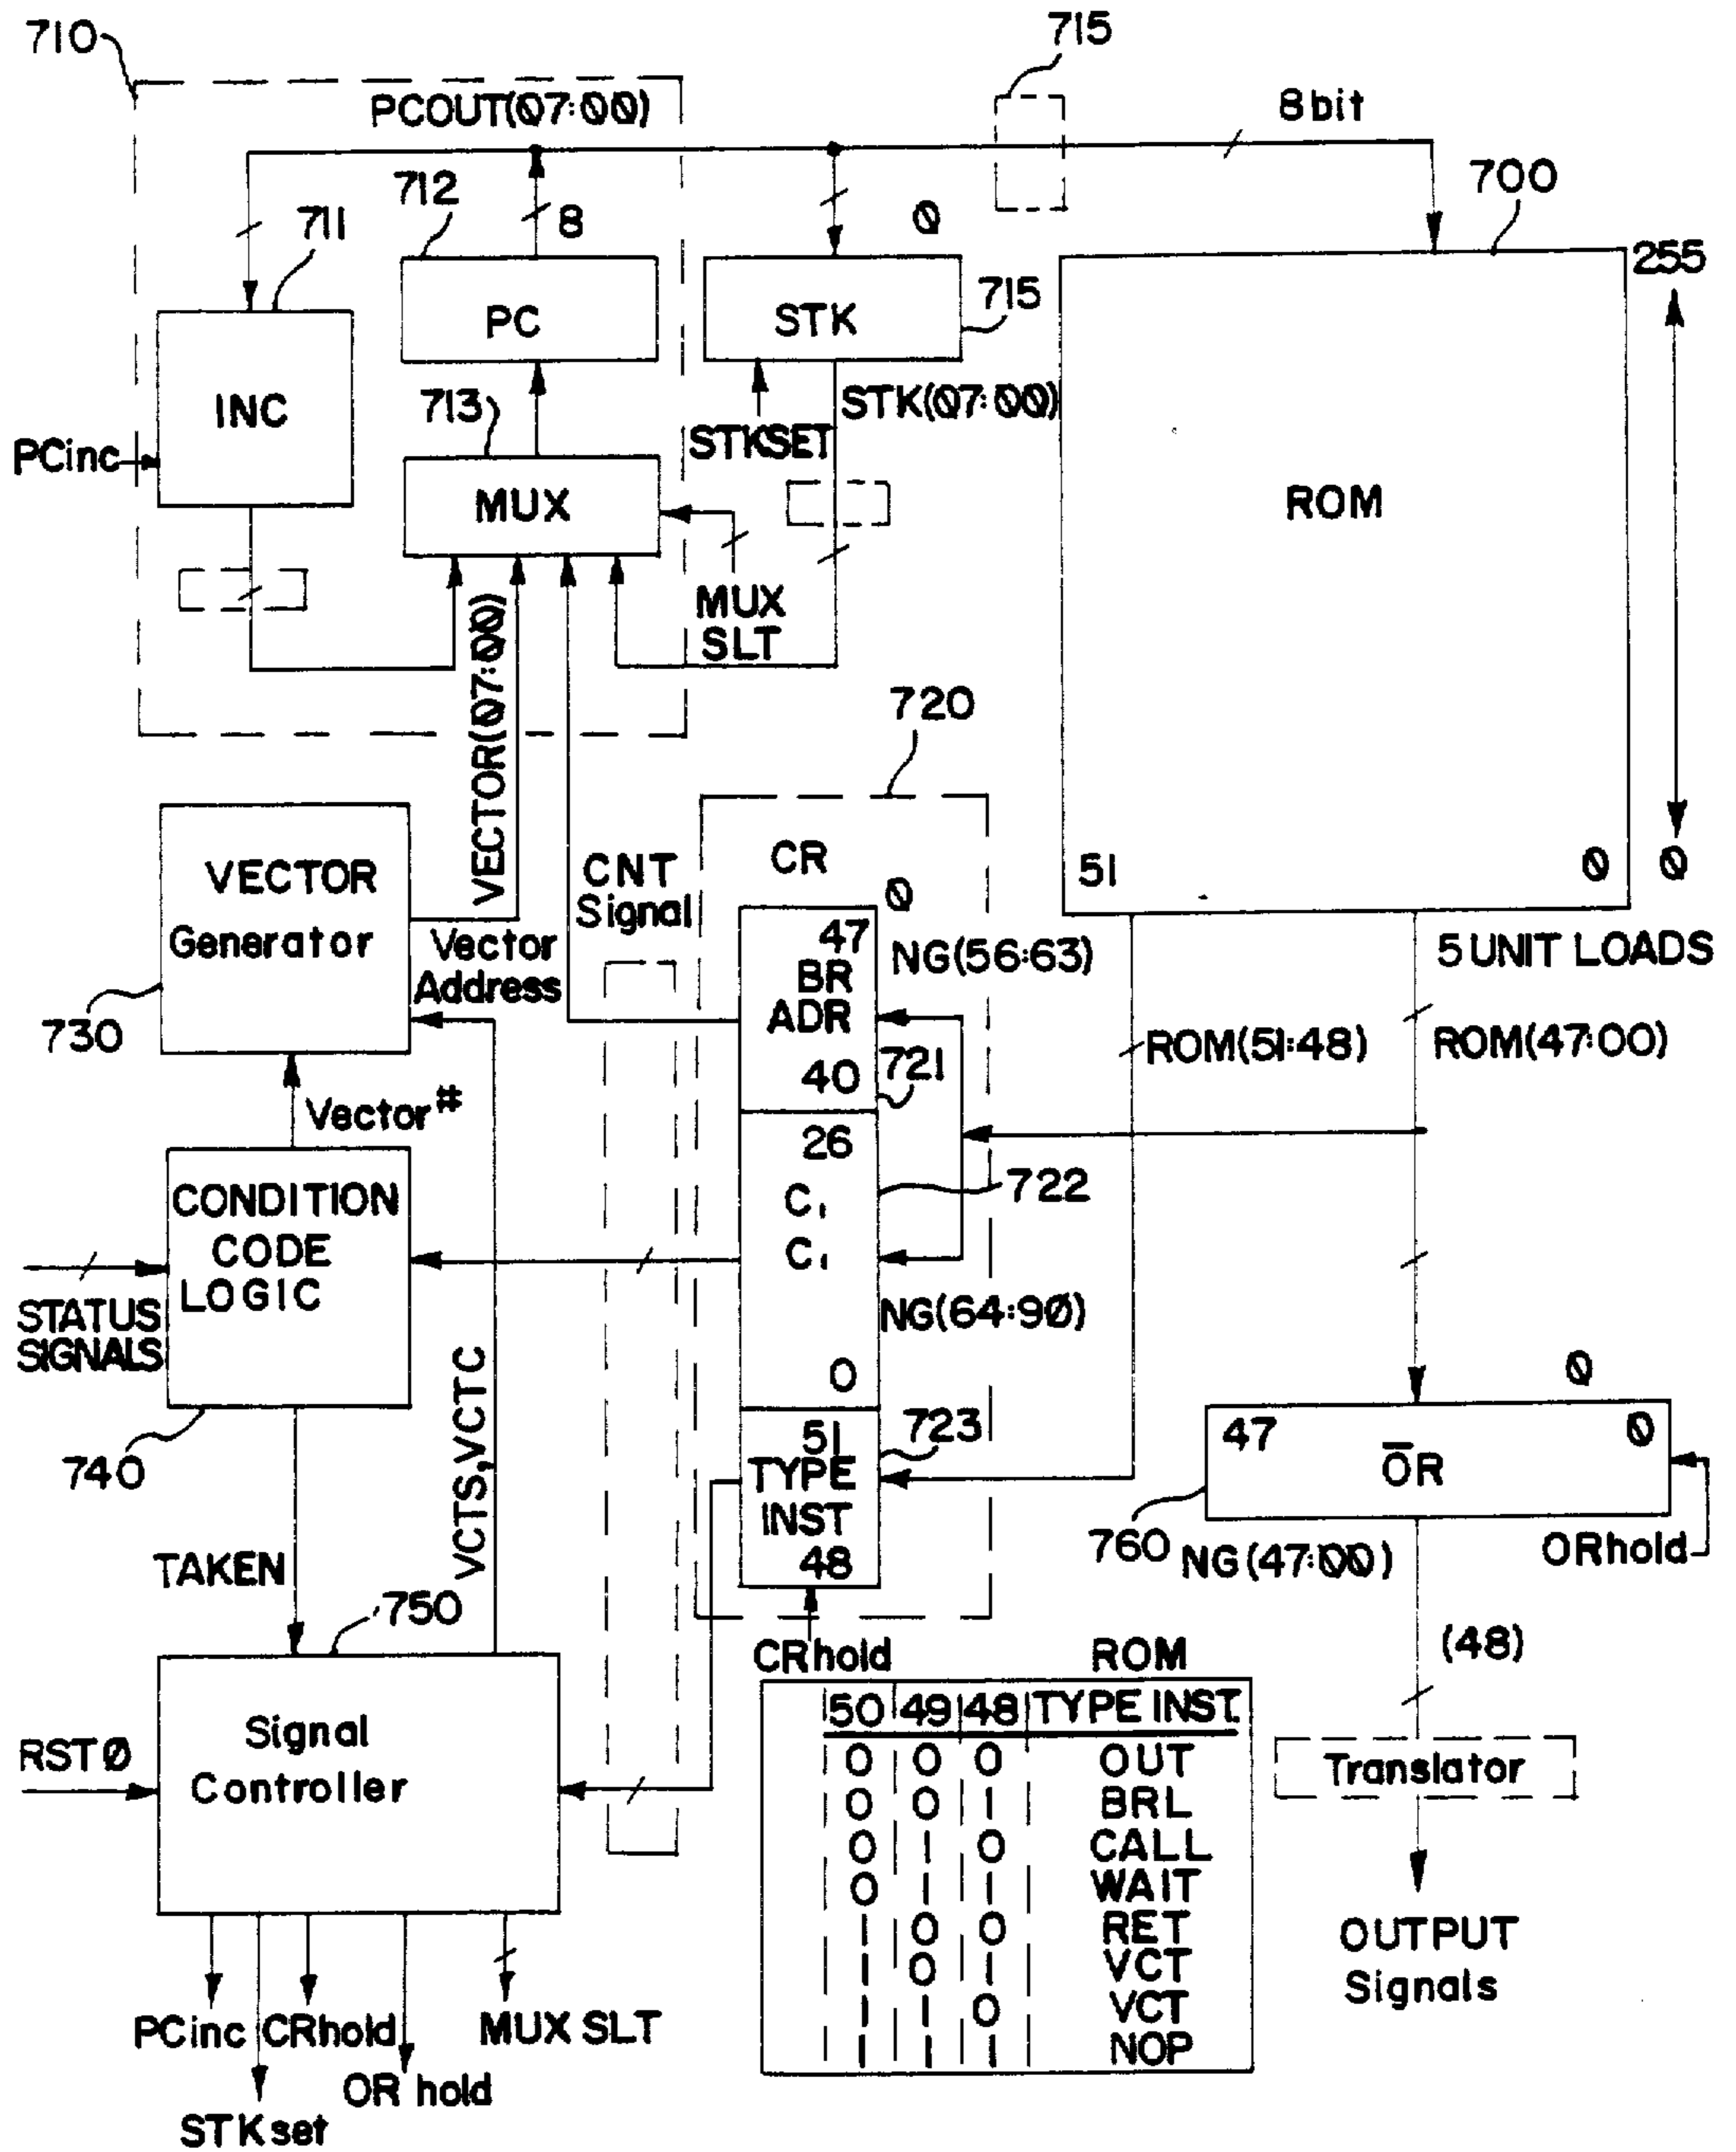 710
715
PCOUT(07:00)
8bit
712
8
0
700
711
255
715
PC
STK
INC
713
STK(07:00)
STKSET
PCinc
MUX
ROM
MUX
SLT
VECTOR(07:00)
720
VECTOR
Generator
CNT
Signal
CR
0
51
0
0
47
BR
ADR
40
NG(56:63)
5 UNIT LOADS
Vector
Address
730
721
ROM(51:48)
ROM(47:00)
Vector#
26
C1
C1
0
722
CONDITION
CODE
LOGIC
STATUS
SIGNALS
NG(64:90)
VCTS,VCTC
0
740
51
TYPE
INST
48
723
47
0
OR
760
NG(47:00)
ORhold
TAKEN
750
CRhold
(48)
RST0
Signal
Controller
Translator
ROM
50 49 48 TYPE INST.
0 0 0 OUT
0 0 1 BRL
0 1 0 CALL
0 1 1 WAIT
1 0 0 RET
1 0 1 VCT
1 1 0 VCT
1 1 1 NOP
OUTPUT
Signals
PCinc CRhold MUX SLT
OR hold
STKset